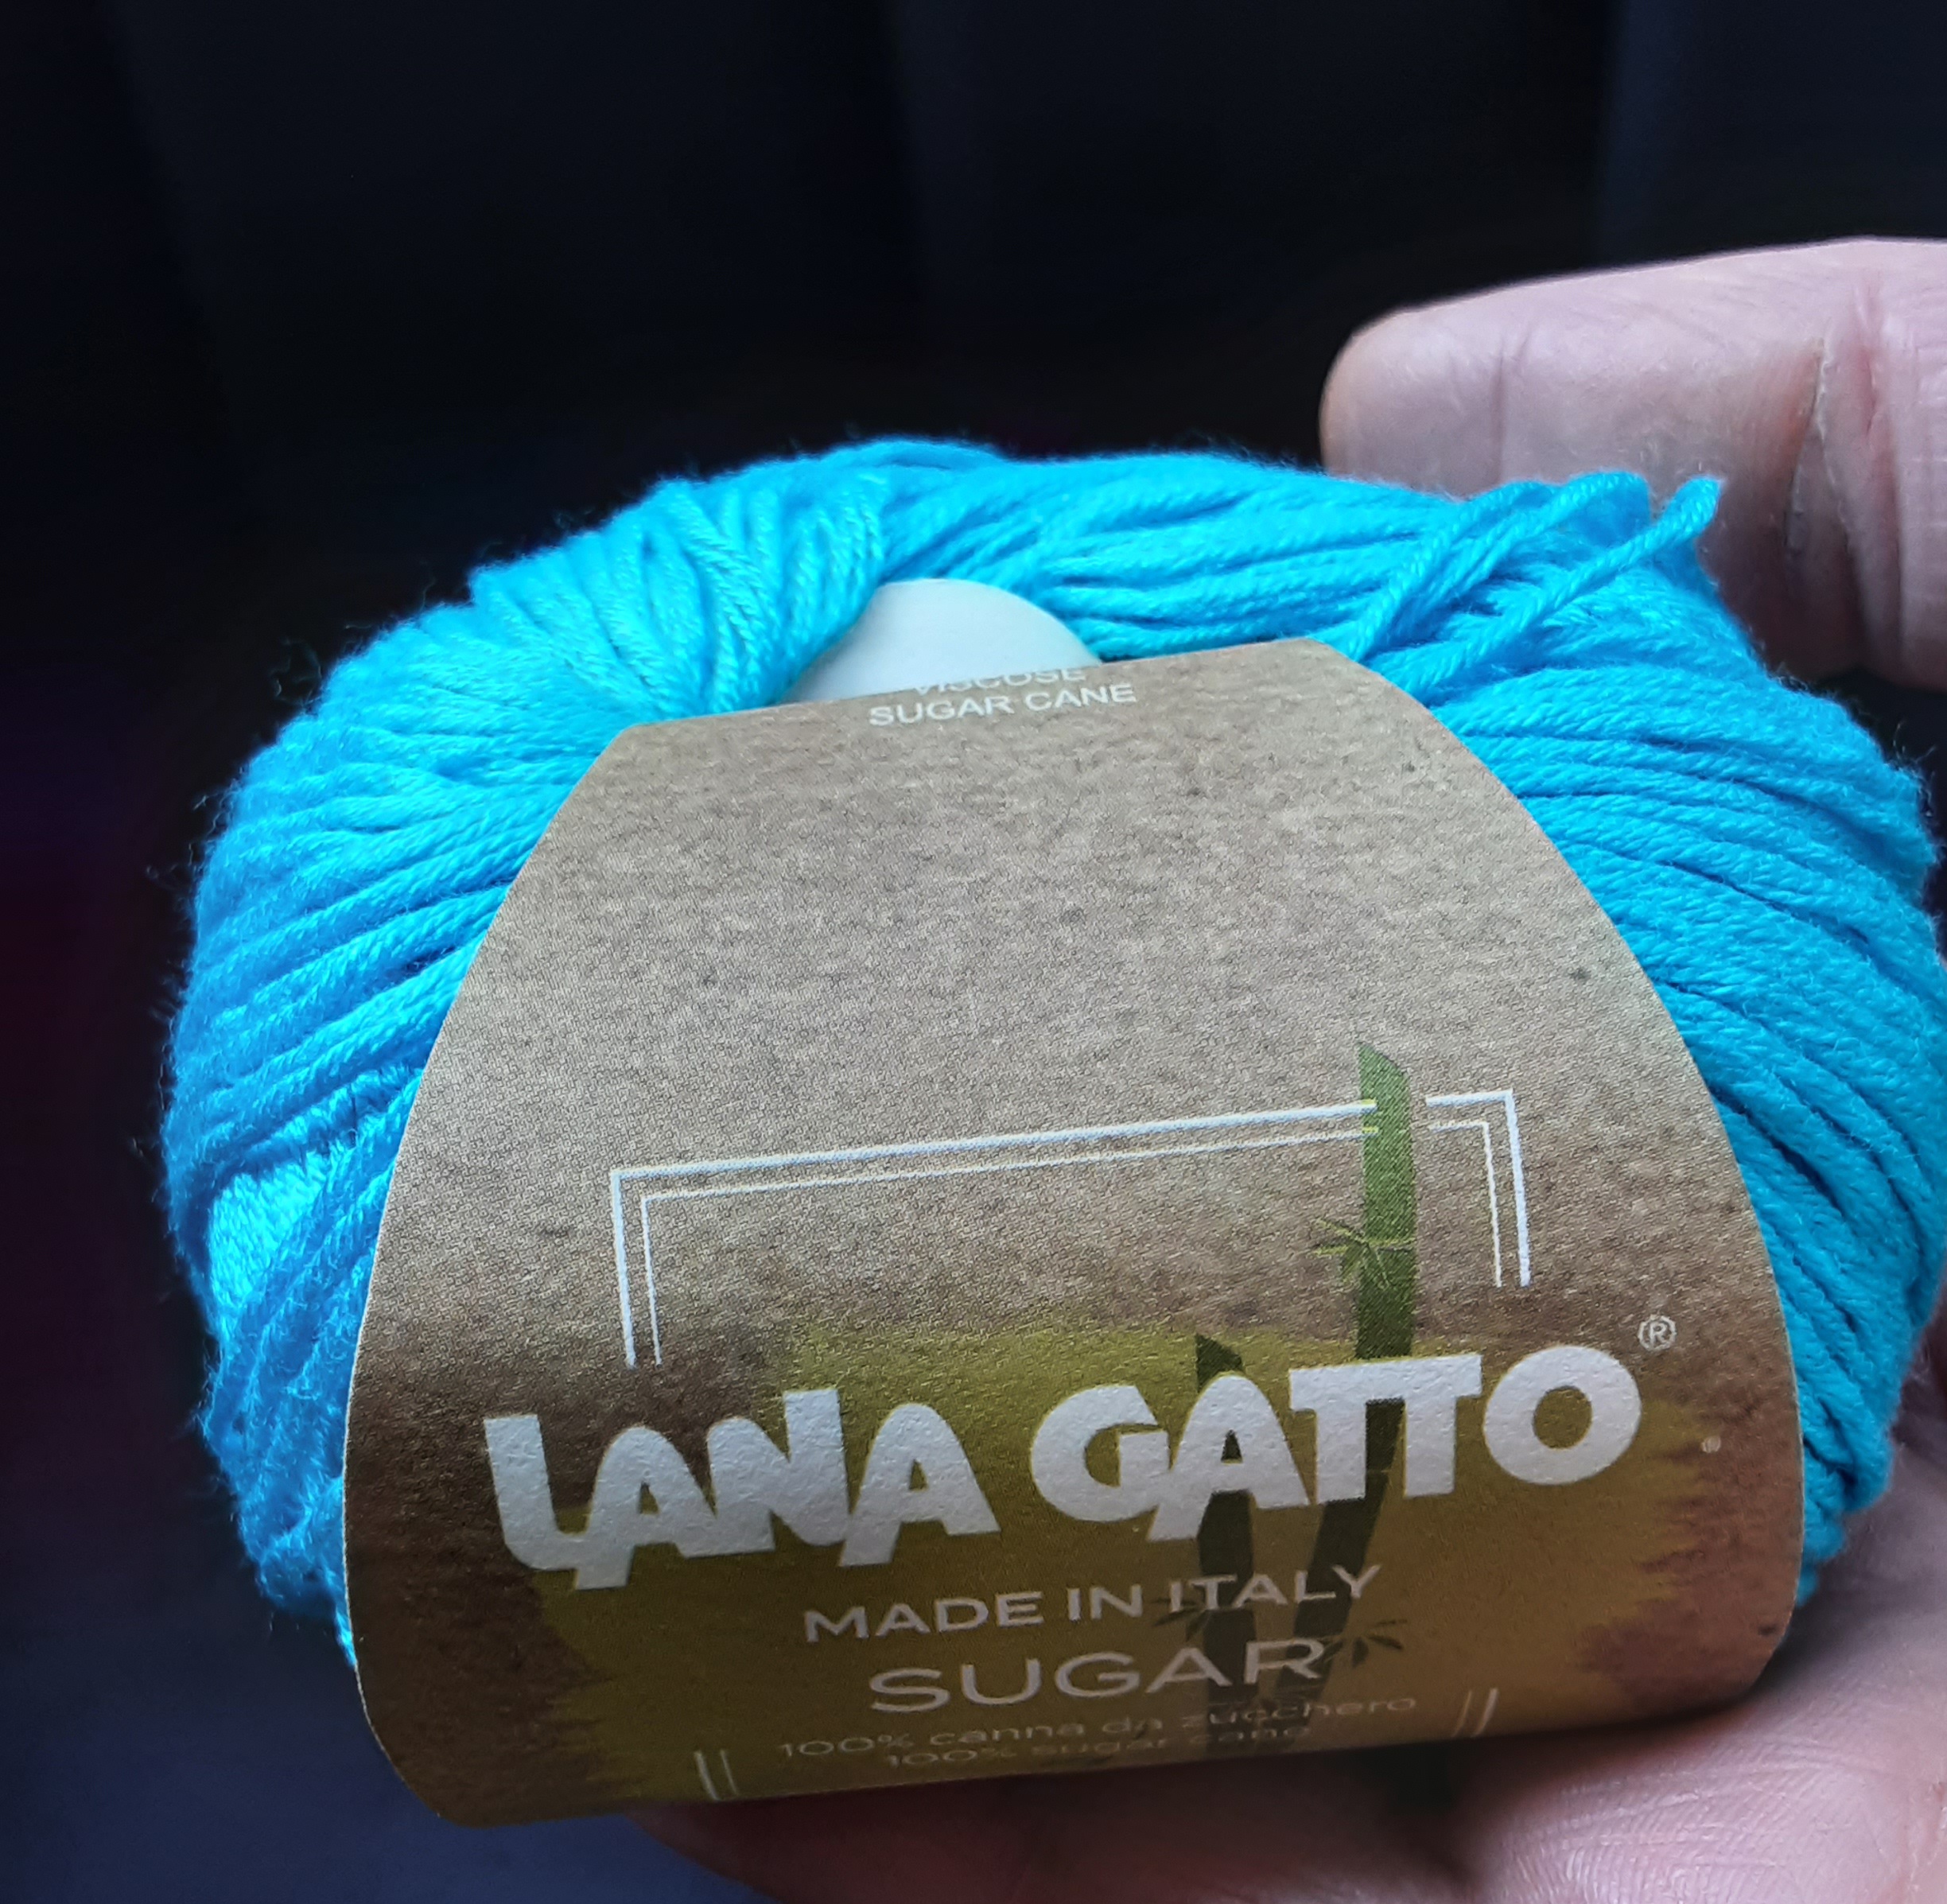 VISCOSE
SUGAR CANE
LANA GATTO®
MADE IN ITALY
SUGAR
100% canna da zucchero
100% sugar cane